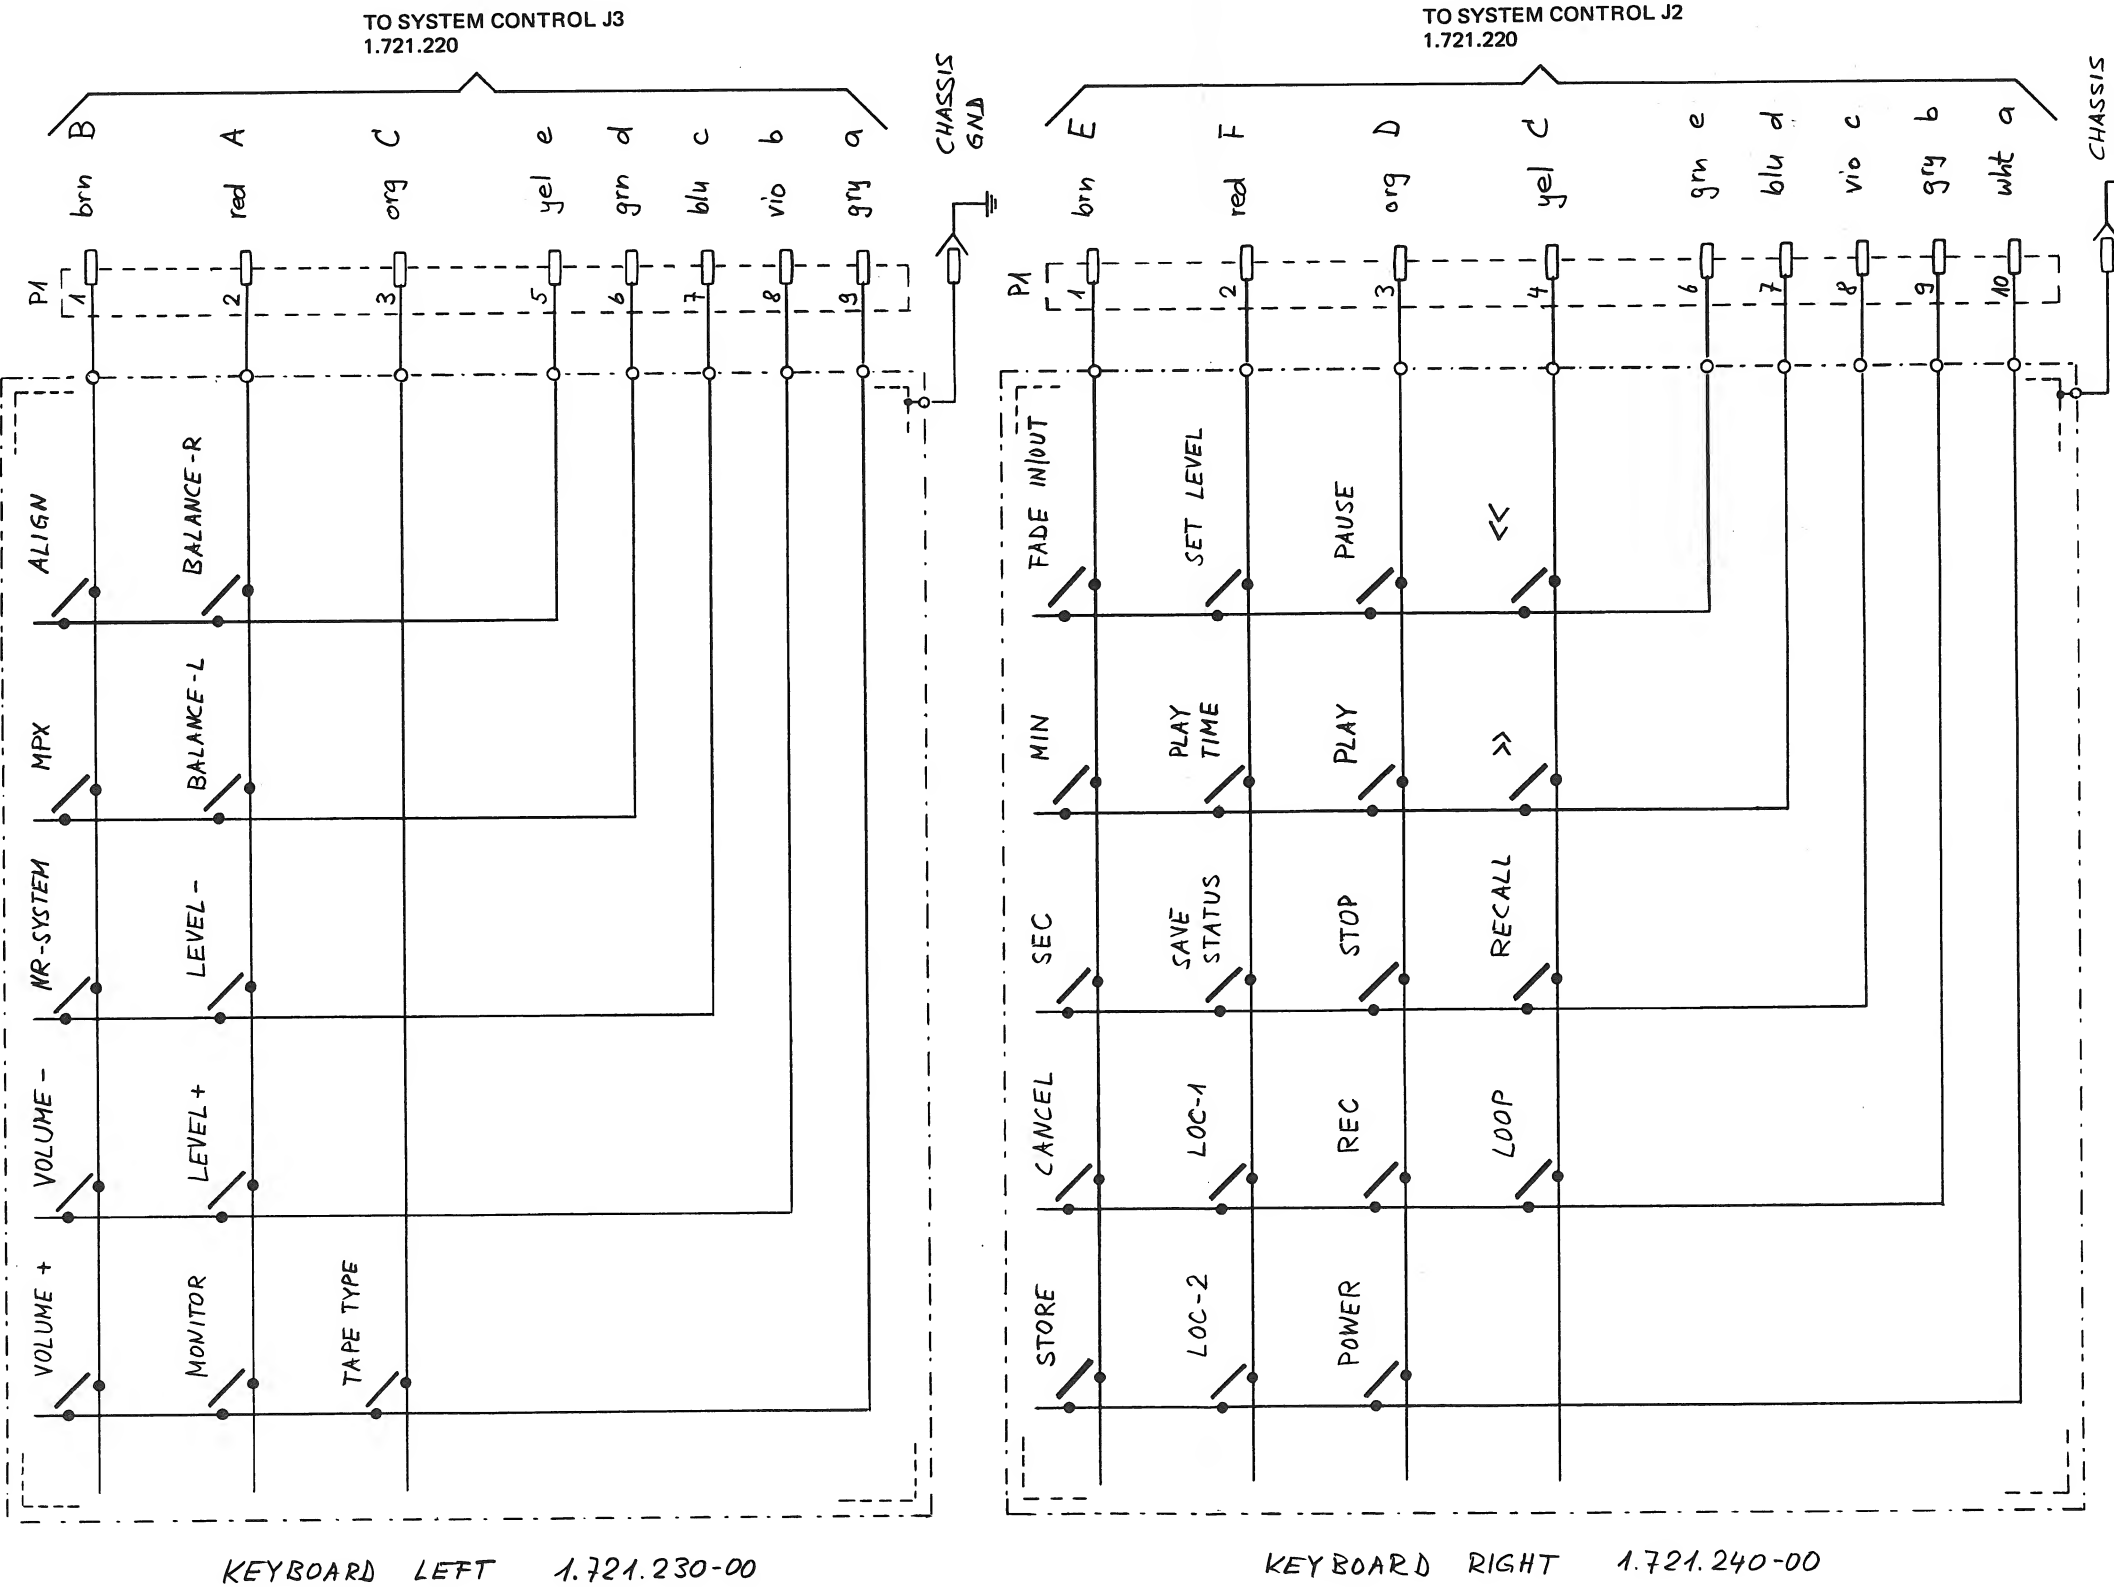 TO SYSTEM CONTROL J3
1.721.220
B
A
C
e
d
c
b
a
brn
red
org
yel
grn
blu
vio
gry
CHASSIS
GND
P1
1
2
3
5
6
7
8
9
ALIGN
BALANCE-R
MPX
BALANCE-L
NR-SYSTEM
LEVEL-
VOLUME-
LEVEL+
VOLUME +
MONITOR
TAPE TYPE
KEYBOARD LEFT 1.721.230-00
TO SYSTEM CONTROL J2
1.721.220
E
F
D
C
e
d
c
b
a
brn
red
org
yel
grn
blu
vio
gry
wht
CHASSIS
P1
1
2
3
4
6
7
8
9
10
FADE IN/OUT
SET LEVEL
PAUSE
<<
MIN
PLAY
TIME
PLAY
>>
SEC
SAVE
STATUS
STOP
RECALL
CANCEL
LOC-1
REC
LOOP
STORE
LOC-2
POWER
KEYBOARD RIGHT 1.721.240-00